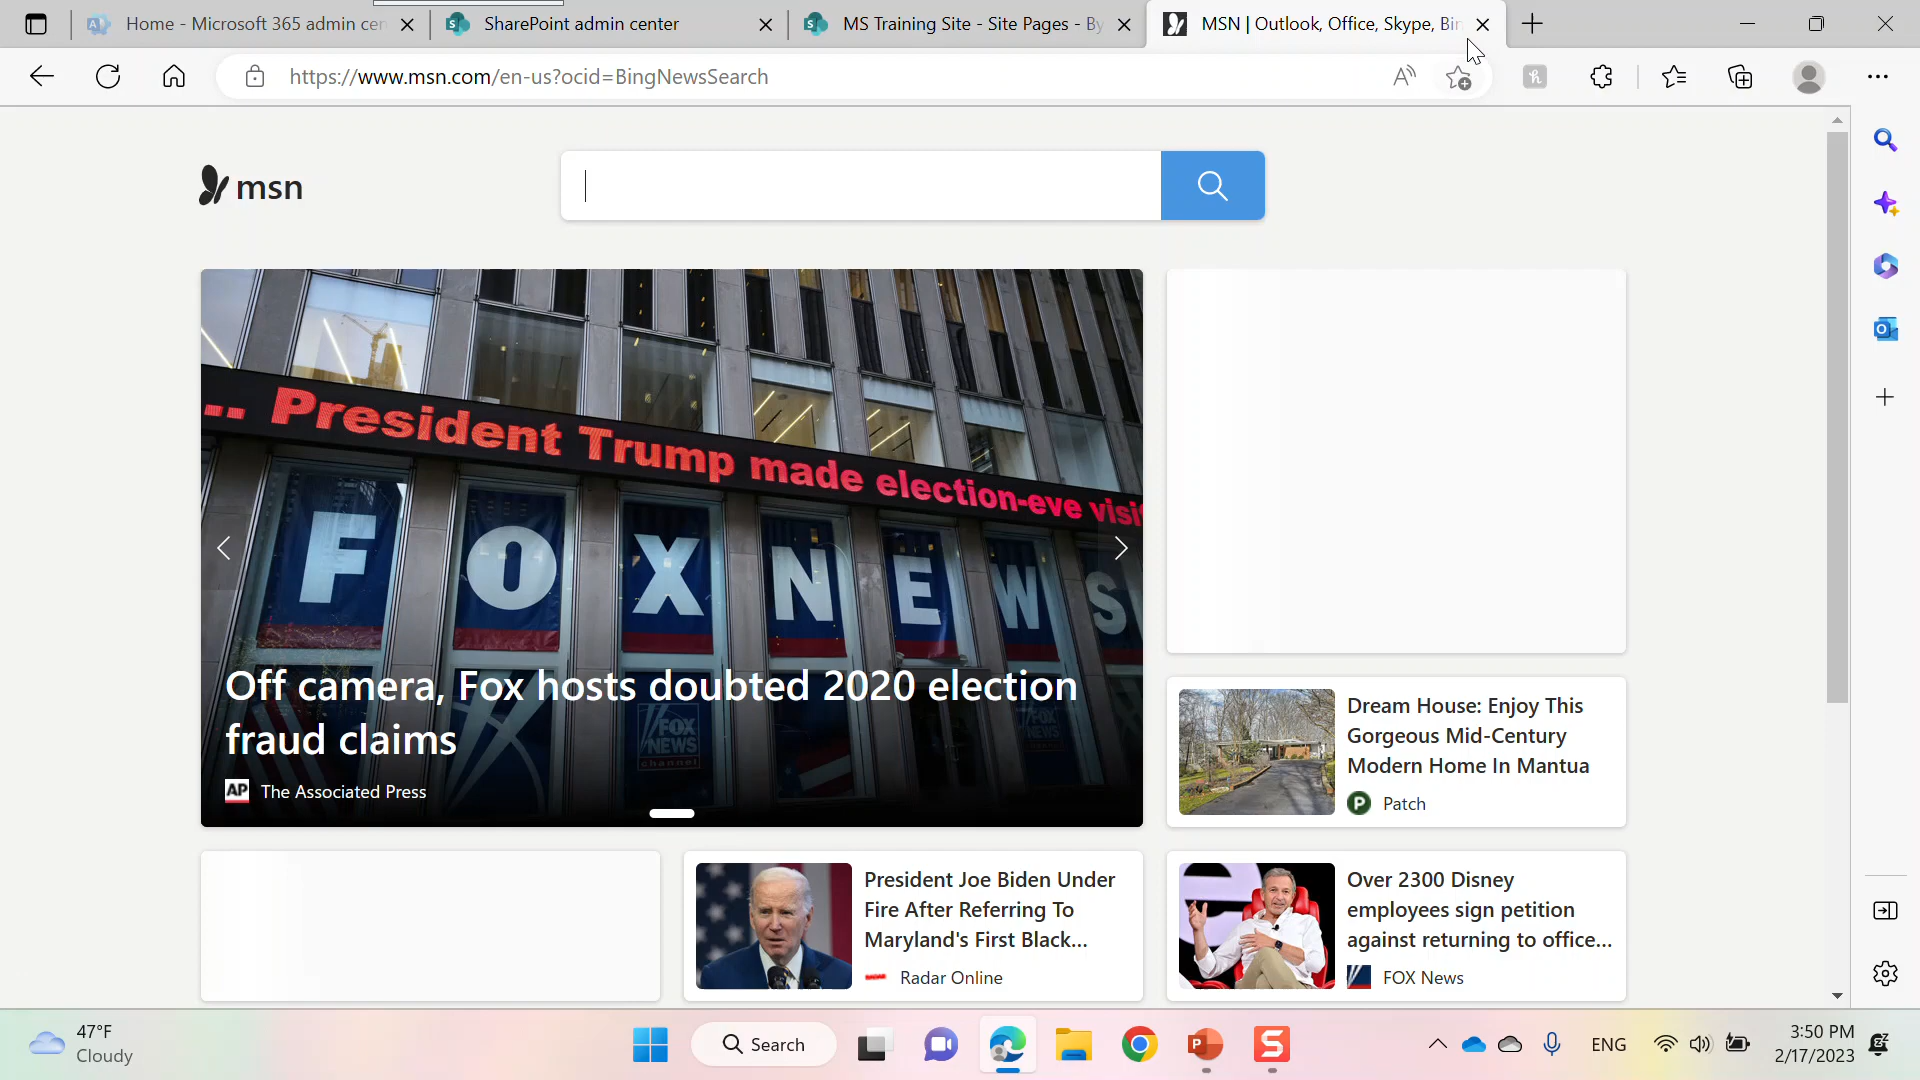 Home - Microsoft 365 admin cen
SharePoint admin center
MS Training Site - Site Pages - By
MSN | Outlook, Office, Skype, Bin
https://www.msn.com/en-us?ocid=BingNewsSearch
msn
... President Trump made election-eve visi
FOX NEWS
FOX
NEWS
channel
Off camera, Fox hosts doubted 2020 election
fraud claims
AP The Associated Press
Dream House: Enjoy This
Gorgeous Mid-Century
Modern Home In Mantua
P Patch
President Joe Biden Under
Fire After Referring To
Maryland's First Black...
Radar Online
Over 2300 Disney
employees sign petition
against returning to office...
FOX News
47°F
Cloudy
Search
ENG
3:50 PM
2/17/2023